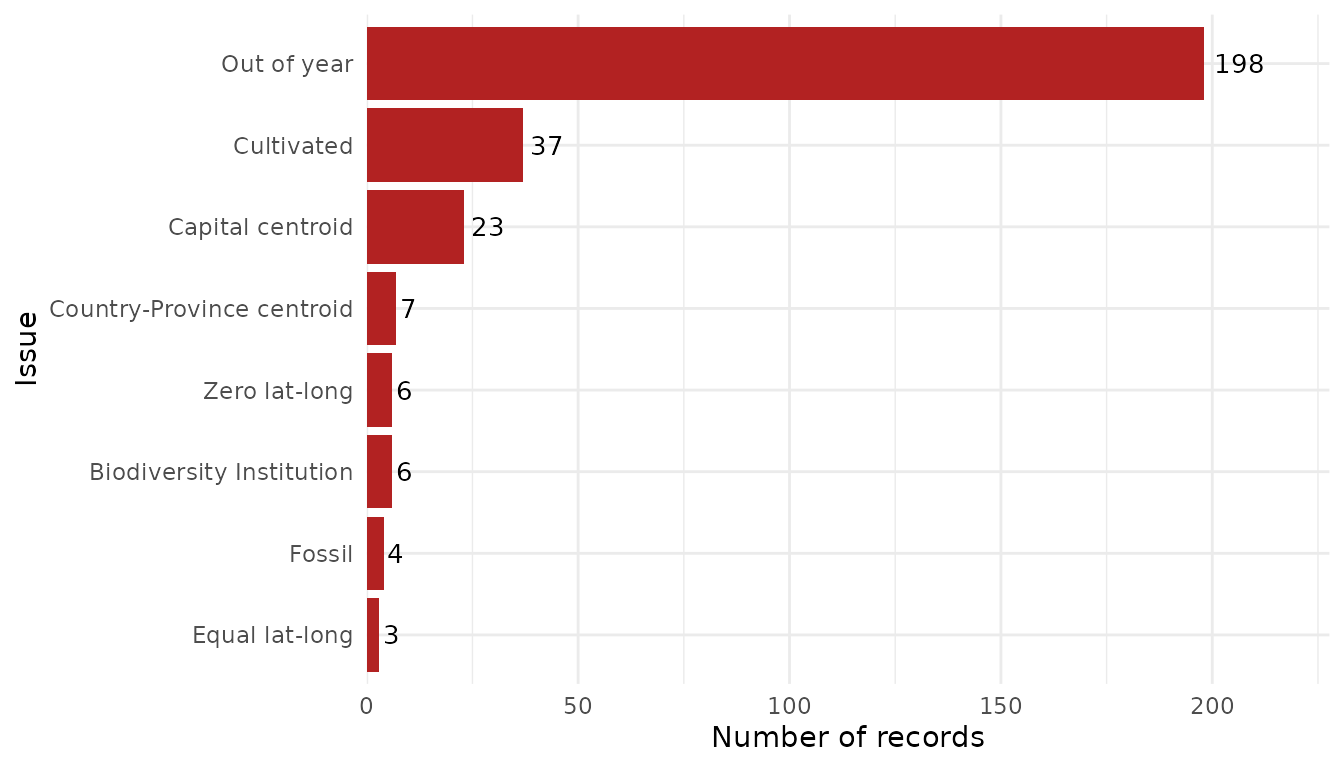 Issue
Out of year
198
Cultivated
37
Capital centroid
23
Country-Province centroid
7
Zero lat-long
6
Biodiversity Institution
6
Fossil
4
Equal lat-long
3
0 50 100 150 200
Number of records